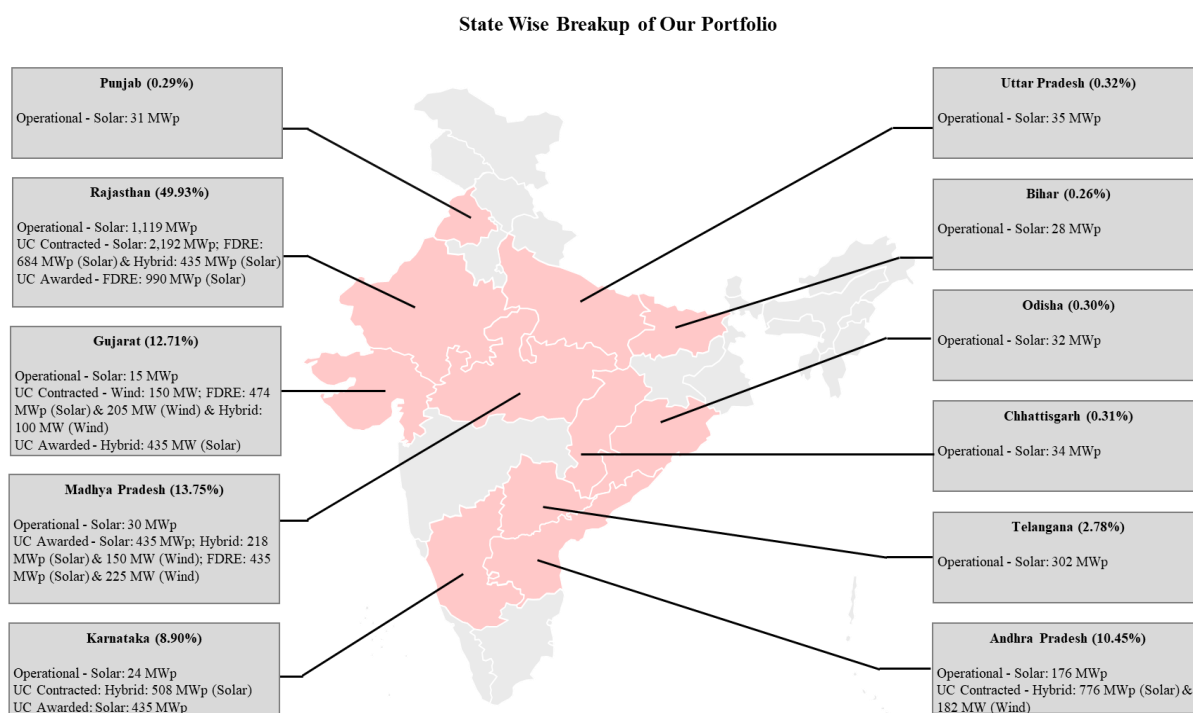 State Wise Breakup of Our Portfolio
Punjab (0.29%)
Operational - Solar: 31 MWp
Rajasthan (49.93%)
Operational - Solar: 1,119 MWp
UC Contracted - Solar: 2,192 MWp; FDRE:
684 MWp (Solar) & Hybrid: 435 MWp (Solar)
UC Awarded - FDRE: 990 MWp (Solar)
Gujarat (12.71%)
Operational - Solar: 15 MWp
UC Contracted - Wind: 150 MW; FDRE: 474
MWp (Solar) & 205 MW (Wind) & Hybrid:
100 MW (Wind)
UC Awarded - Hybrid: 435 MW (Solar)
Madhya Pradesh (13.75%)
Operational - Solar: 30 MWp
UC Awarded - Solar: 435 MWp; Hybrid: 218
MWp (Solar) & 150 MW (Wind); FDRE: 435
MWp (Solar) & 225 MW (Wind)
Karnataka (8.90%)
Operational - Solar: 24 MWp
UC Contracted: Hybrid: 508 MWp (Solar)
UC Awarded: Solar: 435 MWp
Uttar Pradesh (0.32%)
Operational - Solar: 35 MWp
Bihar (0.26%)
Operational - Solar: 28 MWp
Odisha (0.30%)
Operational - Solar: 32 MWp
Chhattisgarh (0.31%)
Operational - Solar: 34 MWp
Telangana (2.78%)
Operational - Solar: 302 MWp
Andhra Pradesh (10.45%)
Operational - Solar: 176 MWp
UC Contracted - Hybrid: 776 MWp (Solar) &
182 MW (Wind)